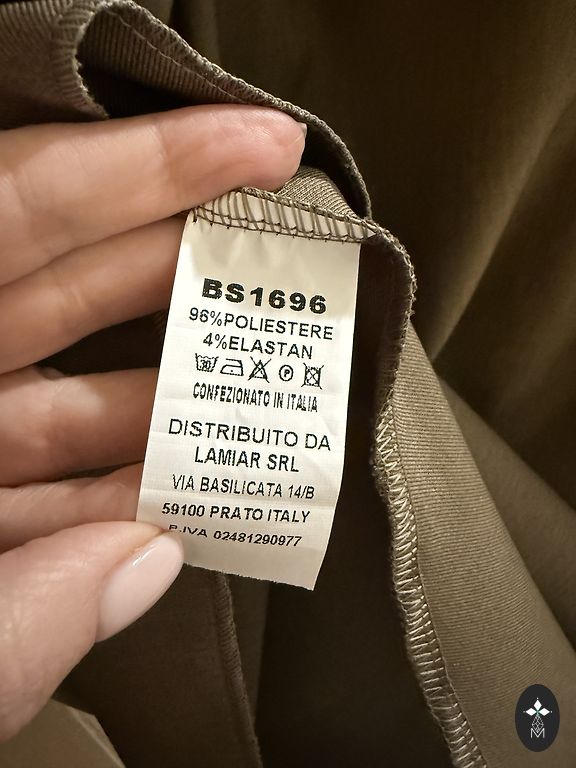 BS1696
96%POLIESTERE
4%ELASTAN
CONFEZIONATO IN ITALIA
DISTRIBUITO DA
LAMIAR SRL
VIA BASILICATA 14/B
59100 PRATO ITALY
P.IVA 02481290977
M